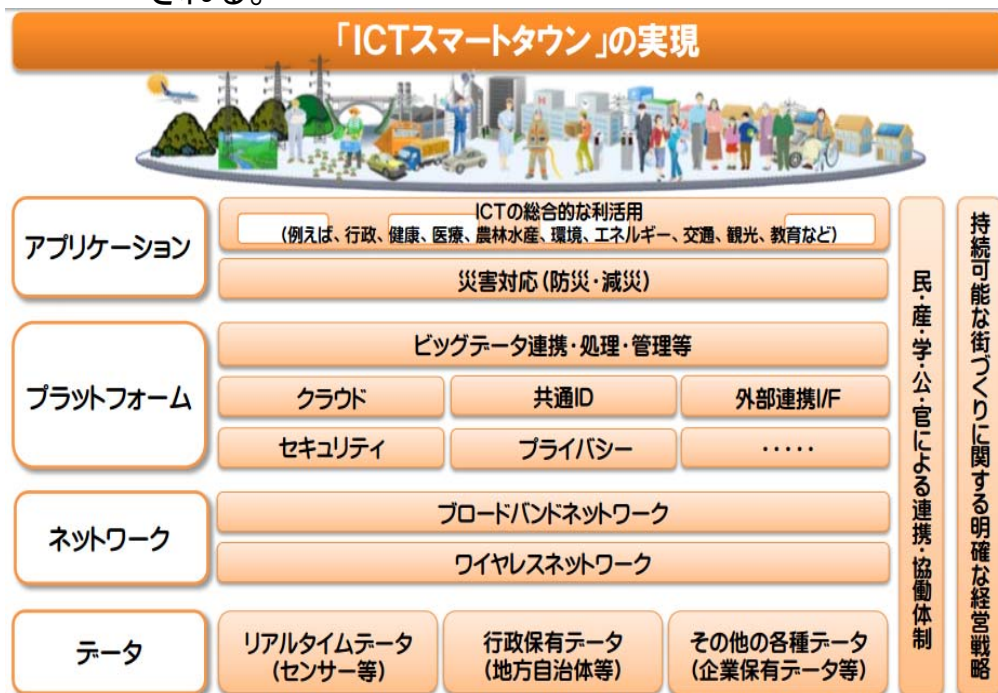 される。
「ICTスマートタウン」の実現
アプリケーション
ICTの総合的な利活用
(例えば、行政、健康、医療、農林水産、環境、エネルギー、交通、観光、教育など)
災害対応(防災・減災)
プラットフォーム
ビッグデータ連携・処理・管理等
クラウド
共通ID
外部連携I/F
セキュリティ
プライバシー
・・・・・
ネットワーク
ブロードバンドネットワーク
ワイヤレスネットワーク
データ
リアルタイムデータ
(センサー等)
行政保有データ
(地方自治体等)
その他の各種データ
(企業保有データ等)
民・産・学・公・官による連携・協働体制
持続可能な街づくりに関する明確な経営戦略